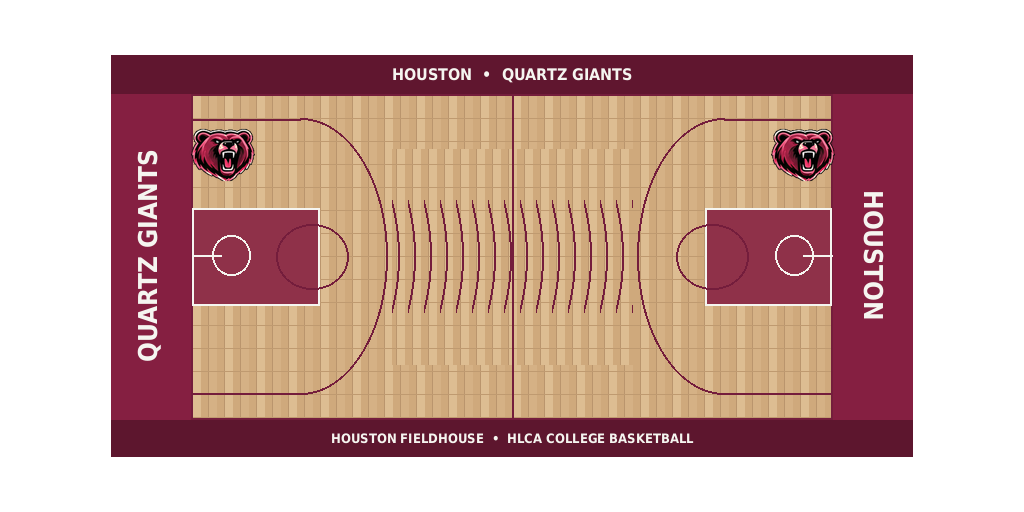 HOUSTON • QUARTZ GIANTS
QUARTZ GIANTS
HOUSTON
HOUSTON FIELDHOUSE • HLCA COLLEGE BASKETBALL